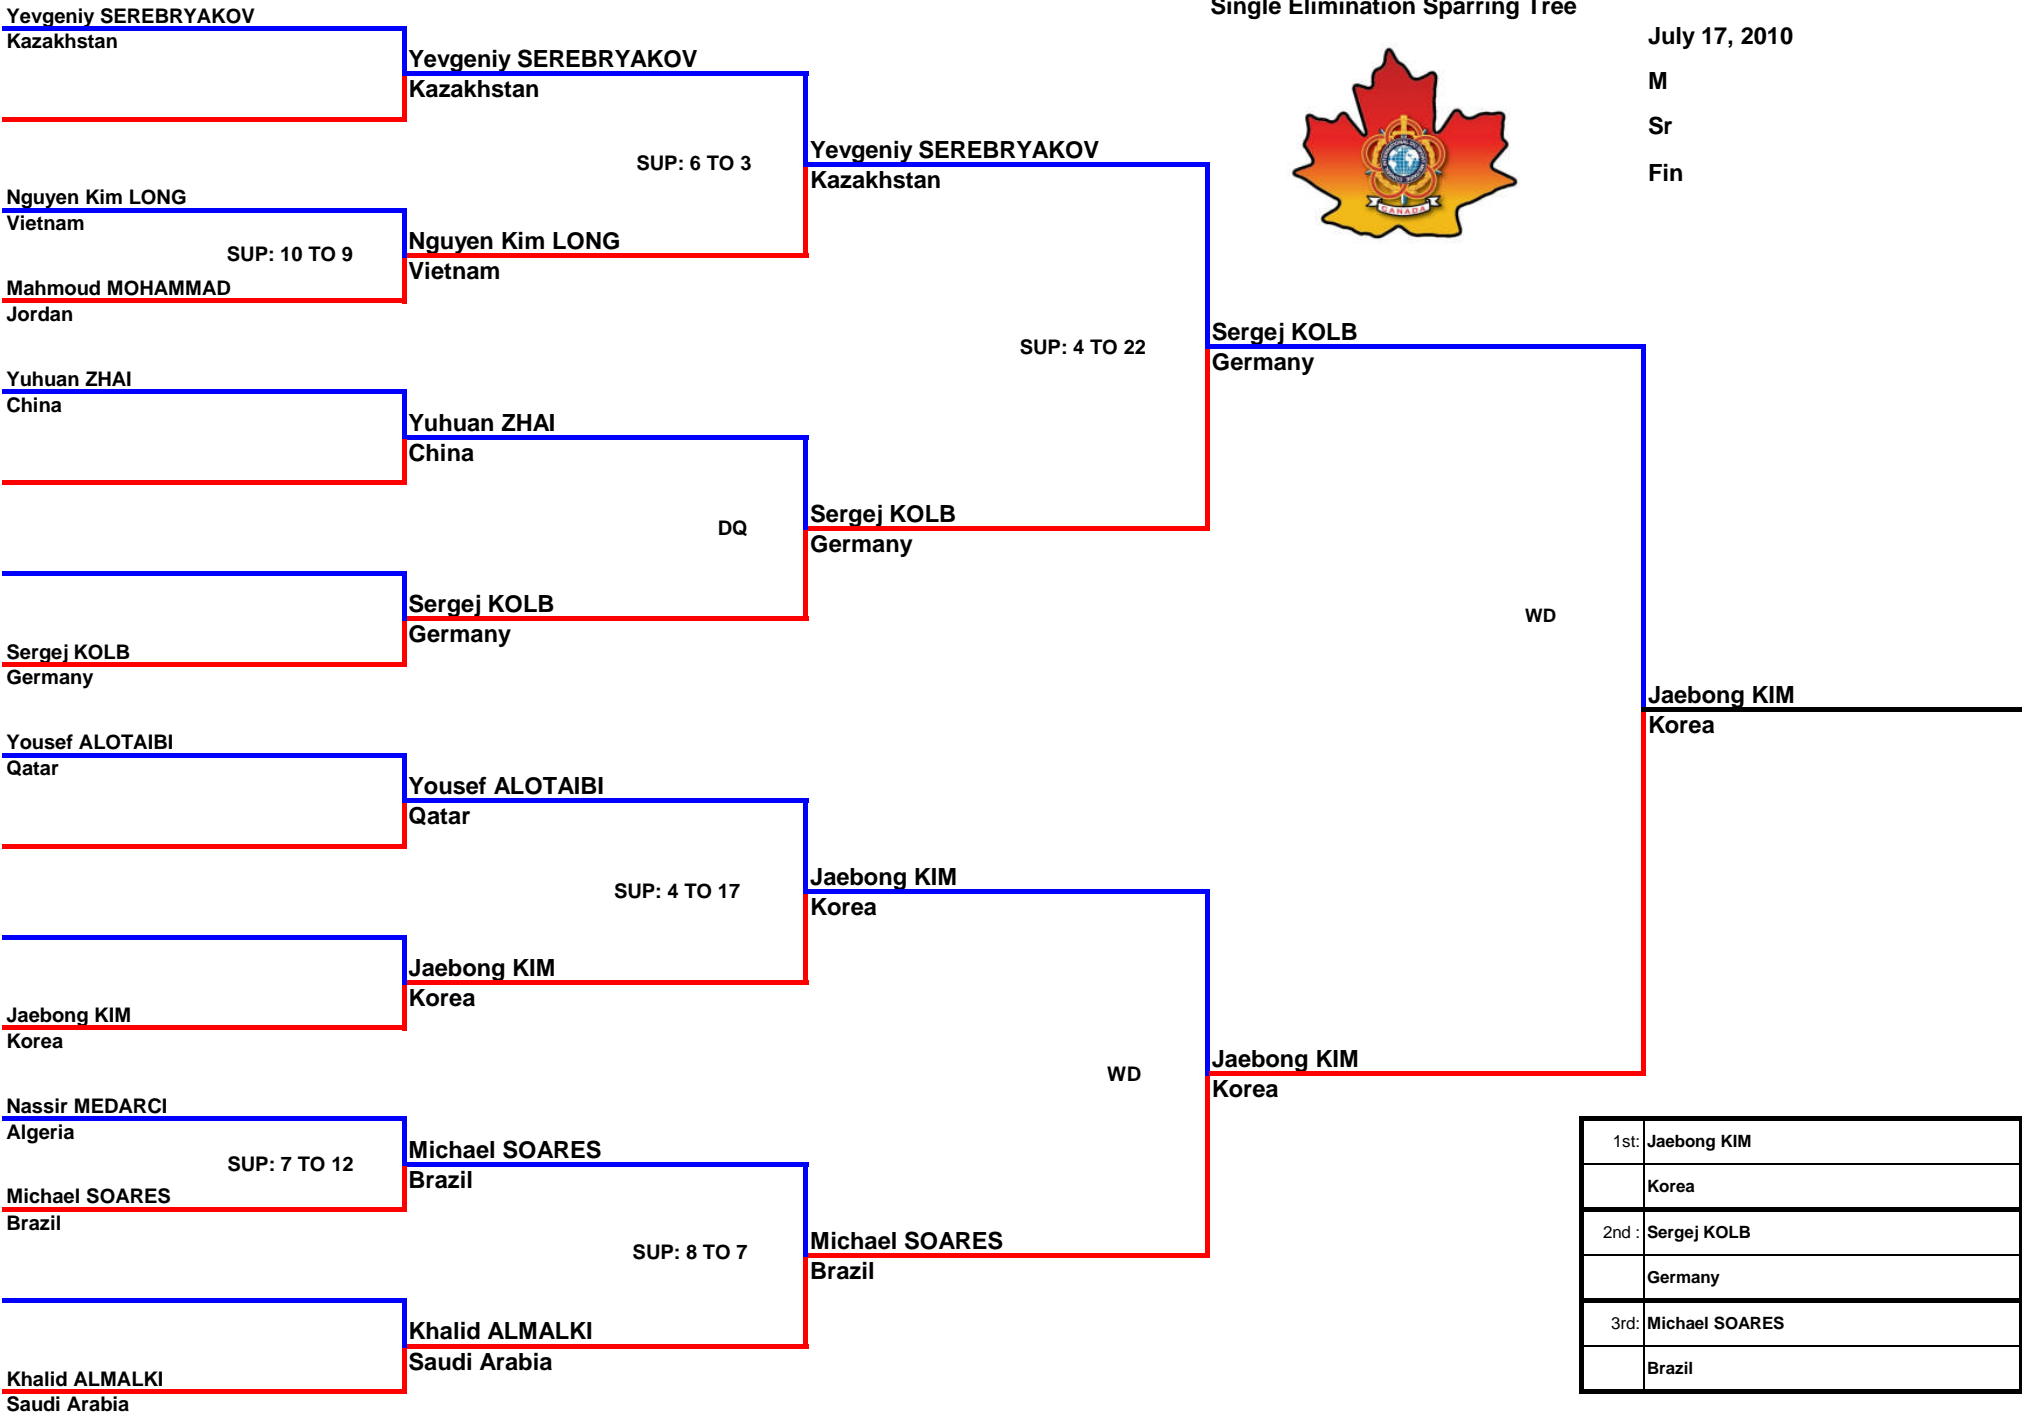 Single Elimination Sparring Tree
July 17, 2010
M
Sr
Fin
CANADA
Yevgeniy SEREBRYAKOV
Kazakhstan
Nguyen Kim LONG
Vietnam
SUP: 10 TO 9
Mahmoud MOHAMMAD
Jordan
Yuhuan ZHAI
China
Sergej KOLB
Germany
Yousef ALOTAIBI
Qatar
Jaebong KIM
Korea
Nassir MEDARCI
Algeria
SUP: 7 TO 12
Michael SOARES
Brazil
Khalid ALMALKI
Saudi Arabia
Yevgeniy SEREBRYAKOV
Kazakhstan
SUP: 6 TO 3
Nguyen Kim LONG
Vietnam
Yuhuan ZHAI
China
DQ
Sergej KOLB
Germany
Yousef ALOTAIBI
Qatar
SUP: 4 TO 17
Jaebong KIM
Korea
Michael SOARES
Brazil
SUP: 8 TO 7
Khalid ALMALKI
Saudi Arabia
Yevgeniy SEREBRYAKOV
Kazakhstan
SUP: 4 TO 22
Sergej KOLB
Germany
Jaebong KIM
Korea
WD
Michael SOARES
Brazil
Sergej KOLB
Germany
WD
Jaebong KIM
Korea
Jaebong KIM
Korea
1st: Jaebong KIM
Korea
2nd : Sergej KOLB
Germany
3rd: Michael SOARES
Brazil